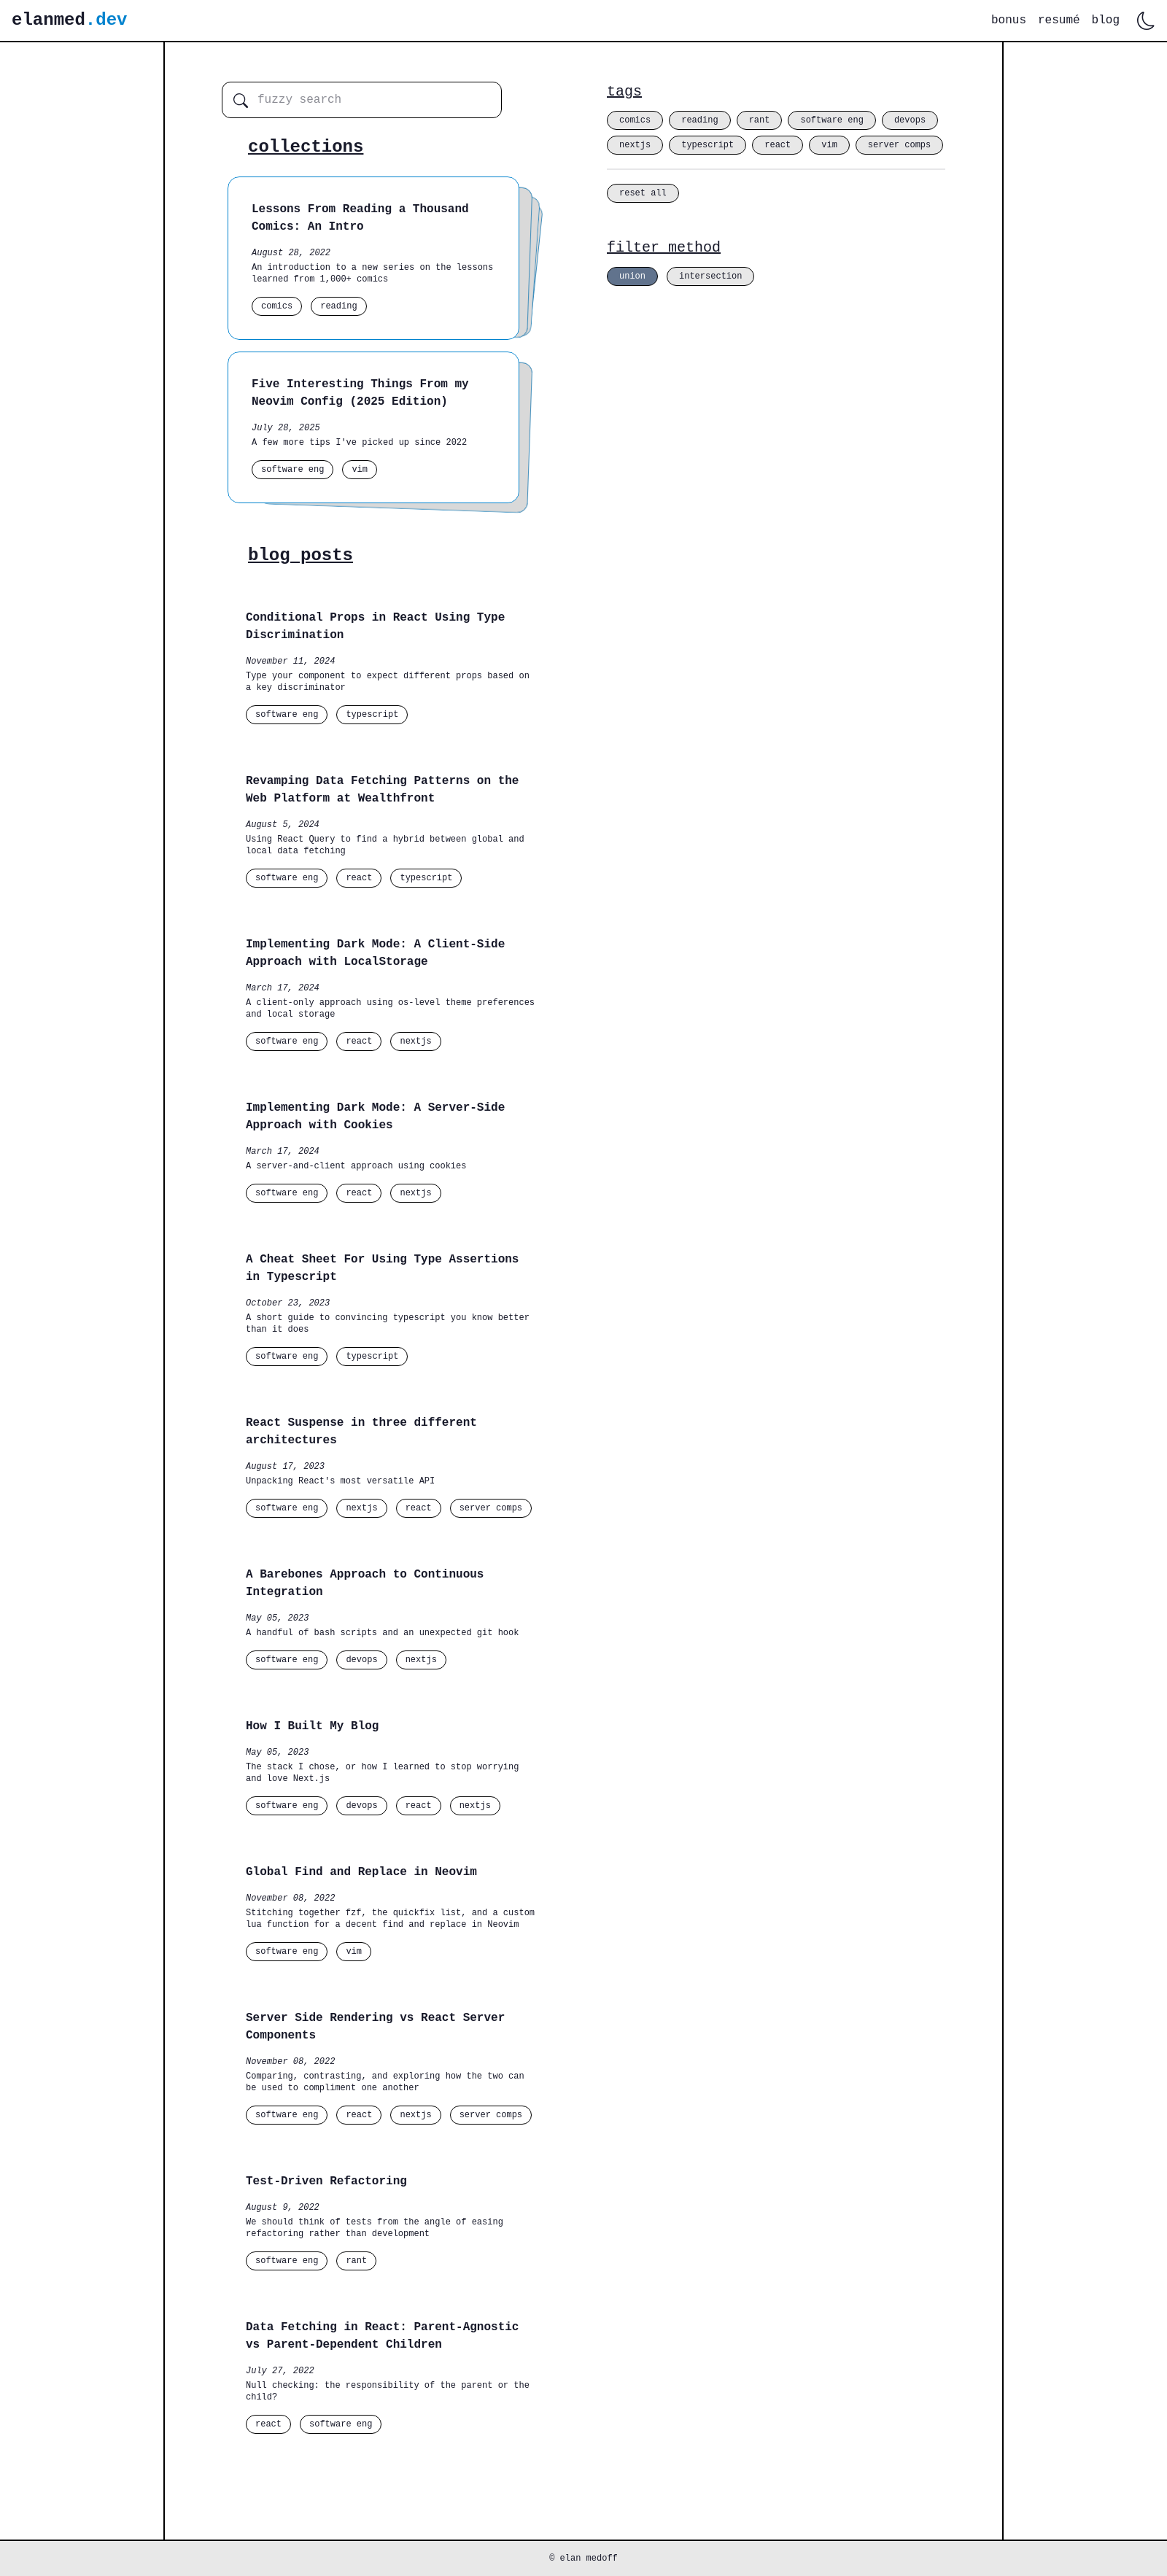 elanmed.dev
bonus resumé blog
fuzzy search
collections
Lessons From Reading a Thousand
Comics: An Intro
August 28, 2022
An introduction to a new series on the lessons
learned from 1,000+ comics
comics reading
Five Interesting Things From my
Neovim Config (2025 Edition)
July 28, 2025
A few more tips I've picked up since 2022
software eng vim
blog posts
Conditional Props in React Using Type
Discrimination
November 11, 2024
Type your component to expect different props based on
a key discriminator
software eng typescript
Revamping Data Fetching Patterns on the
Web Platform at Wealthfront
August 5, 2024
Using React Query to find a hybrid between global and
local data fetching
software eng react typescript
Implementing Dark Mode: A Client-Side
Approach with LocalStorage
March 17, 2024
A client-only approach using os-level theme preferences
and local storage
software eng react nextjs
Implementing Dark Mode: A Server-Side
Approach with Cookies
March 17, 2024
A server-and-client approach using cookies
software eng react nextjs
A Cheat Sheet For Using Type Assertions
in Typescript
October 23, 2023
A short guide to convincing typescript you know better
than it does
software eng typescript
React Suspense in three different
architectures
August 17, 2023
Unpacking React's most versatile API
software eng nextjs react server comps
A Barebones Approach to Continuous
Integration
May 05, 2023
A handful of bash scripts and an unexpected git hook
software eng devops nextjs
How I Built My Blog
May 05, 2023
The stack I chose, or how I learned to stop worrying
and love Next.js
software eng devops react nextjs
Global Find and Replace in Neovim
November 08, 2022
Stitching together fzf, the quickfix list, and a custom
lua function for a decent find and replace in Neovim
software eng vim
Server Side Rendering vs React Server
Components
November 08, 2022
Comparing, contrasting, and exploring how the two can
be used to compliment one another
software eng react nextjs server comps
Test-Driven Refactoring
August 9, 2022
We should think of tests from the angle of easing
refactoring rather than development
software eng rant
Data Fetching in React: Parent-Agnostic
vs Parent-Dependent Children
July 27, 2022
Null checking: the responsibility of the parent or the
child?
react software eng
tags
comics reading rant software eng devops
nextjs typescript react vim server comps
reset all
filter method
union intersection
© elan medoff